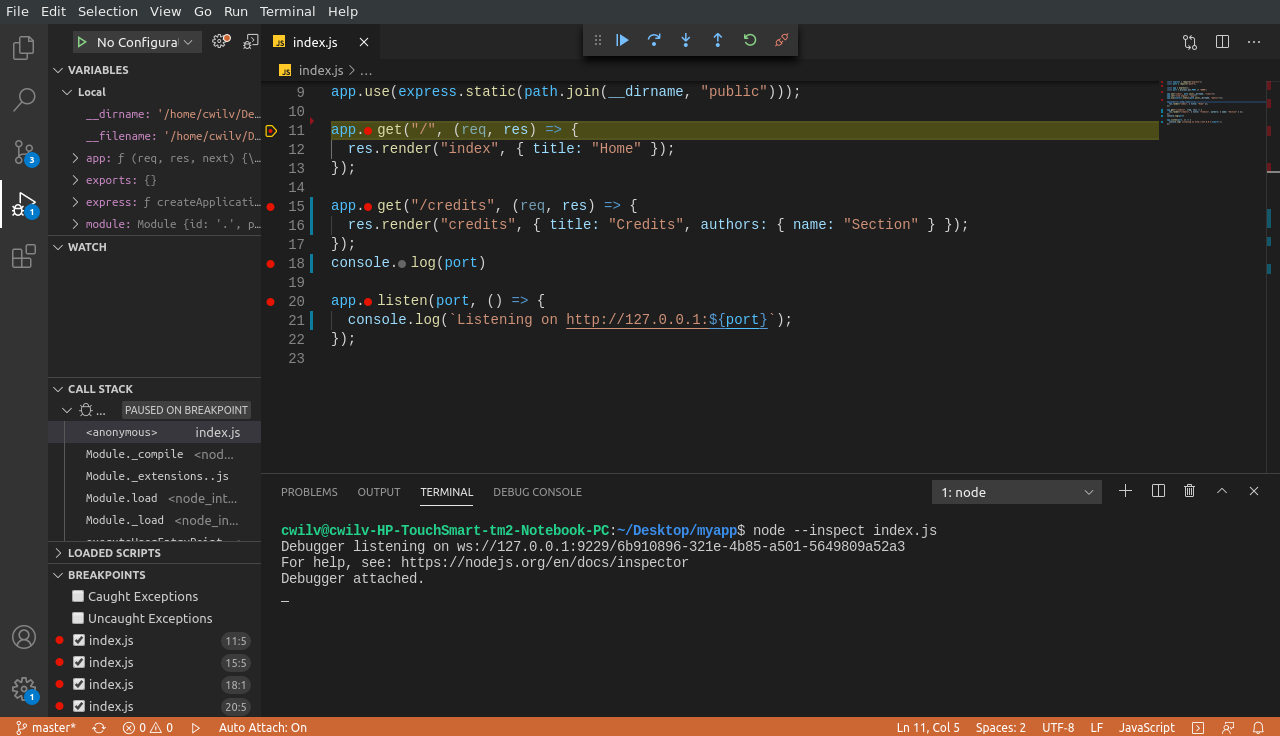 File Edit Selection View Go Run Terminal Help
No Configura
index.js
index.js > ...
VARIABLES
Local
__dirname: '/home/cwilv/De...
__filename: '/home/cwilv/D...
app: ƒ (req, res, next) {\...
exports: {}
express: ƒ createApplicati...
module: Module {id: '.', p...
WATCH
CALL STACK
... PAUSED ON BREAKPOINT
<anonymous> index.js
Module._compile <nod...
Module._extensions..js
Module.load <node_int...
Module._load <node_in...
executeUserEntryPoint
LOADED SCRIPTS
BREAKPOINTS
Caught Exceptions
Uncaught Exceptions
index.js 11:5
index.js 15:5
index.js 18:1
index.js 20:5
3
1
1
9 app.use(express.static(path.join(__dirname, "public")));
10
11 app.get("/", (req, res) => {
12 res.render("index", { title: "Home" });
13 });
14
15 app.get("/credits", (req, res) => {
16 res.render("credits", { title: "Credits", authors: { name: "Section" } });
17 });
18 console.log(port)
19
20 app.listen(port, () => {
21 console.log(`Listening on http://127.0.0.1:${port}`);
22 });
23
PROBLEMS OUTPUT TERMINAL DEBUG CONSOLE 1: node
cwilv@cwilv-HP-TouchSmart-tm2-Notebook-PC:~/Desktop/myapp$ node --inspect index.js
Debugger listening on ws://127.0.0.1:9229/6b910896-321e-4b85-a501-5649809a52a3
For help, see: https://nodejs.org/en/docs/inspector
Debugger attached.
master* 0 0 Auto Attach: On Ln 11, Col 5 Spaces: 2 UTF-8 LF JavaScript